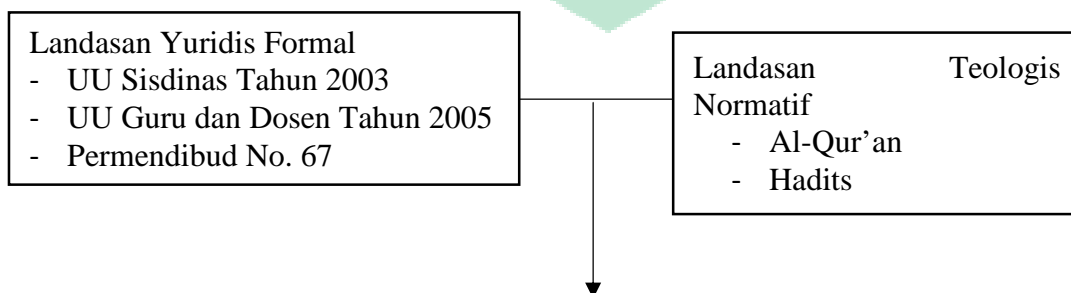 Landasan Yuridis Formal
- UU Sisdinas Tahun 2003
- UU Guru dan Dosen Tahun 2005
- Permendibud No. 67
Landasan Teologis
Normatif
- Al-Qur’an
- Hadits